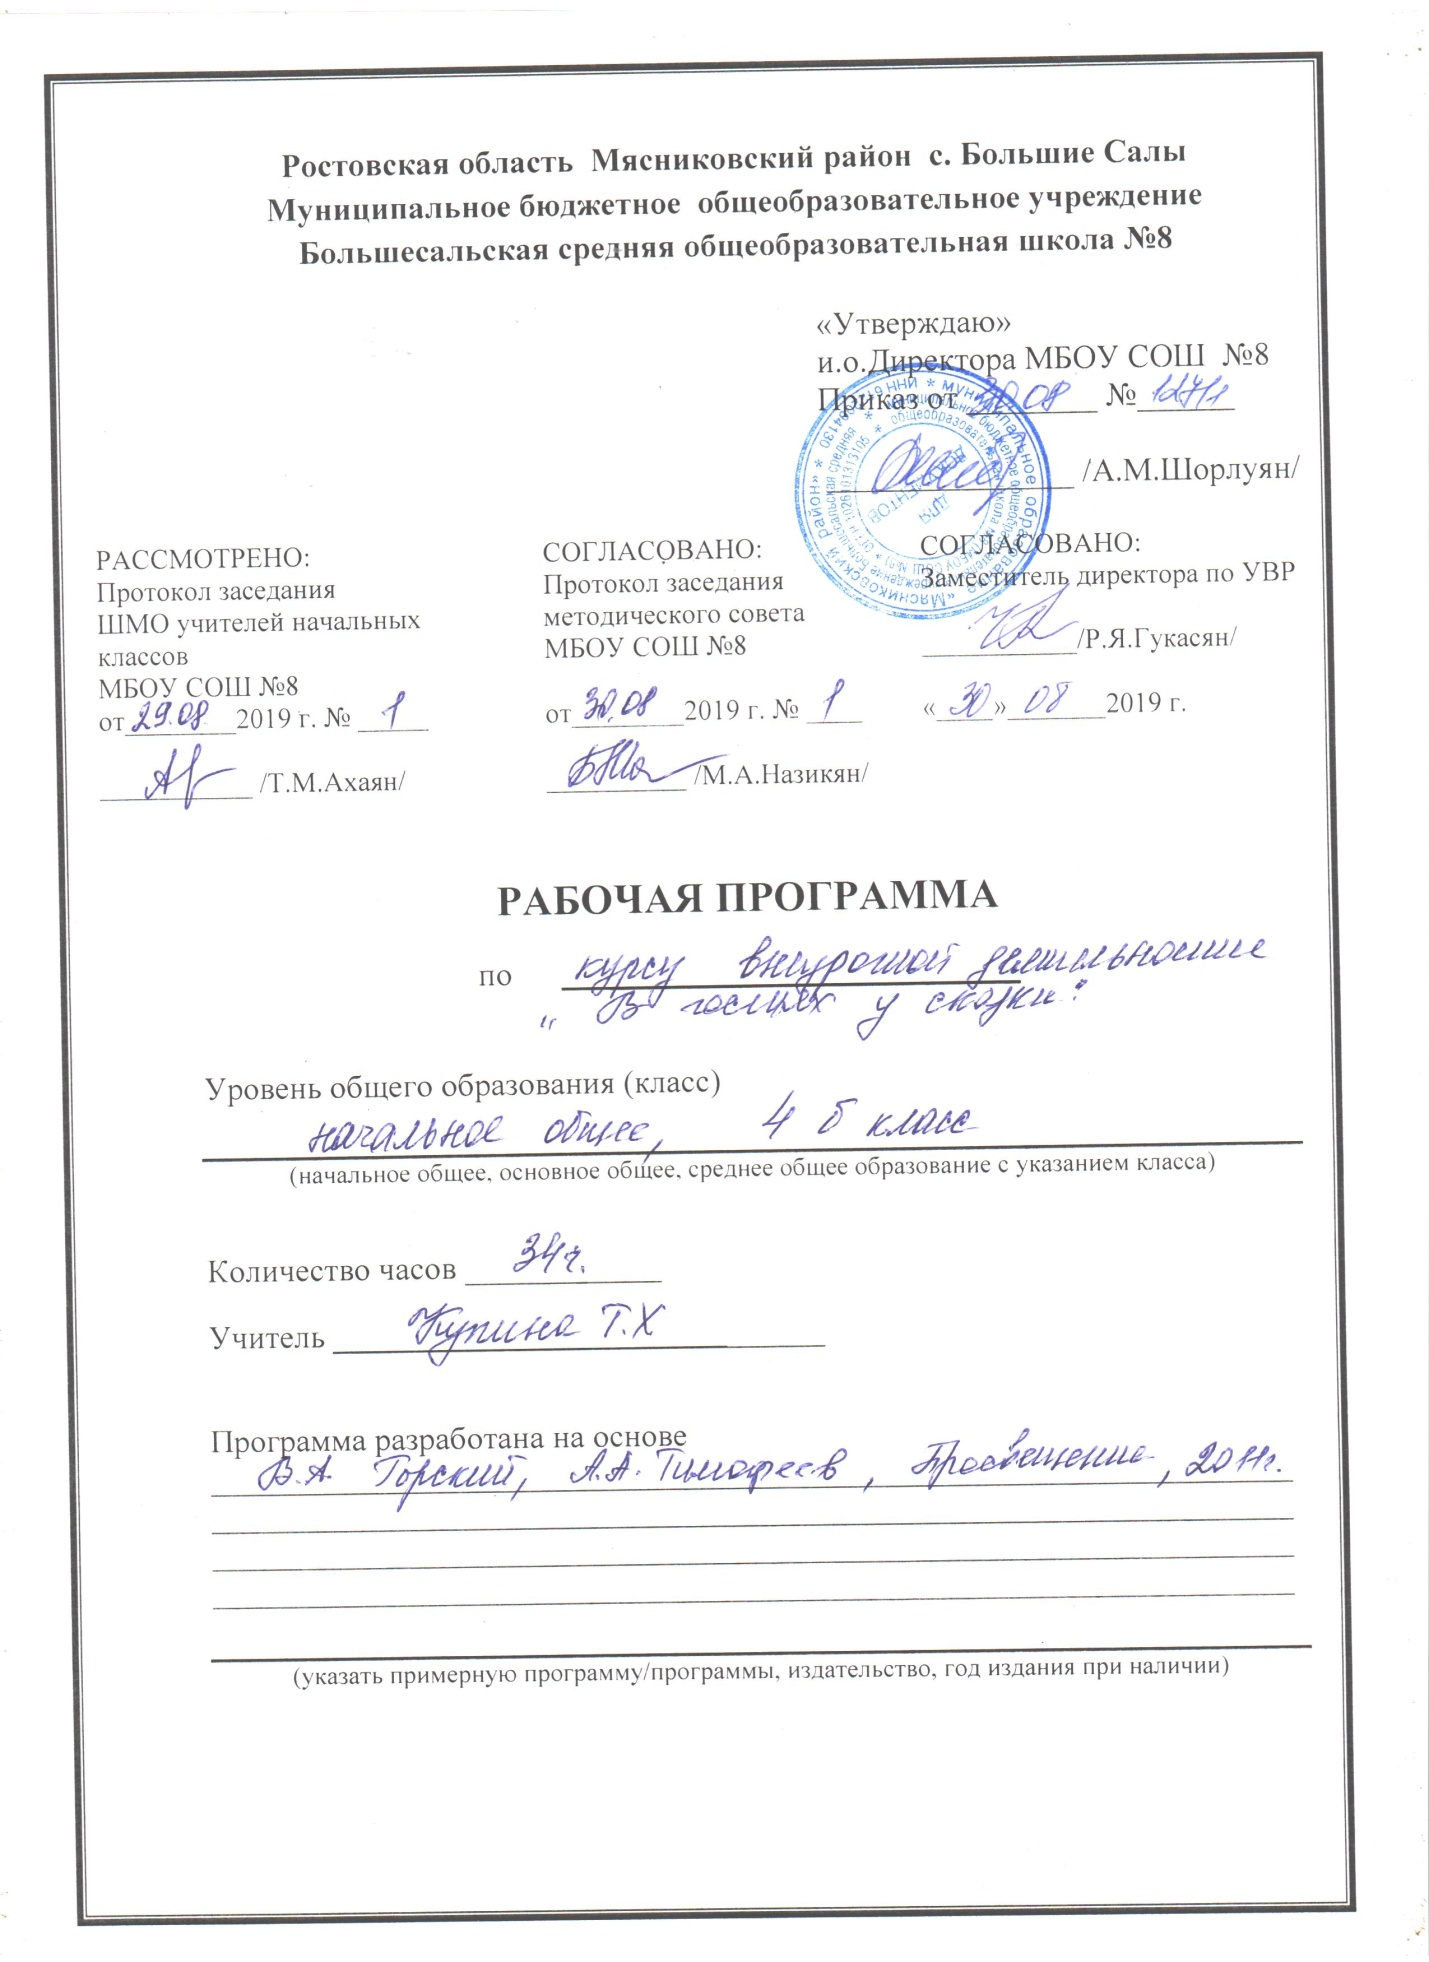 Ростовская область Мясниковский район с. Большие Салы
Муниципальное бюджетное общеобразовательное учреждение
Большесальская средняя общеобразовательная школа №8
«Утверждаю»
и.о.Директора МБОУ СОШ №8
Приказ от 30.08 № 127/1
/А.М.Шорлуян/
ДЛЯ
ДОКУМЕНТОВ
РАССМОТРЕНО:
Протокол заседания
ШМО учителей начальных
классов
МБОУ СОШ №8
от 29.08 2019 г. № 1
/Т.М.Ахаян/
СОГЛАСОВАНО:
Протокол заседания
методического совета
МБОУ СОШ №8
от 30.08 2019 г. № 1
/М.А.Назикян/
СОГЛАСОВАНО:
Заместитель директора по УВР
/Р.Я.Гукасян/
«30» 08 2019 г.
РАБОЧАЯ ПРОГРАММА
по курсу внеурочной деятельности
„В гостях у сказки"
Уровень общего образования (класс)
начальное общее, 4 б класс
(начальное общее, основное общее, среднее общее образование с указанием класса)
Количество часов 34 ч.
Учитель Купина Т.Х
Программа разработана на основе
В.А. Горский, А.А. Тимофеев, Просвещение, 2011г.
(указать примерную программу/программы, издательство, год издания при наличии)